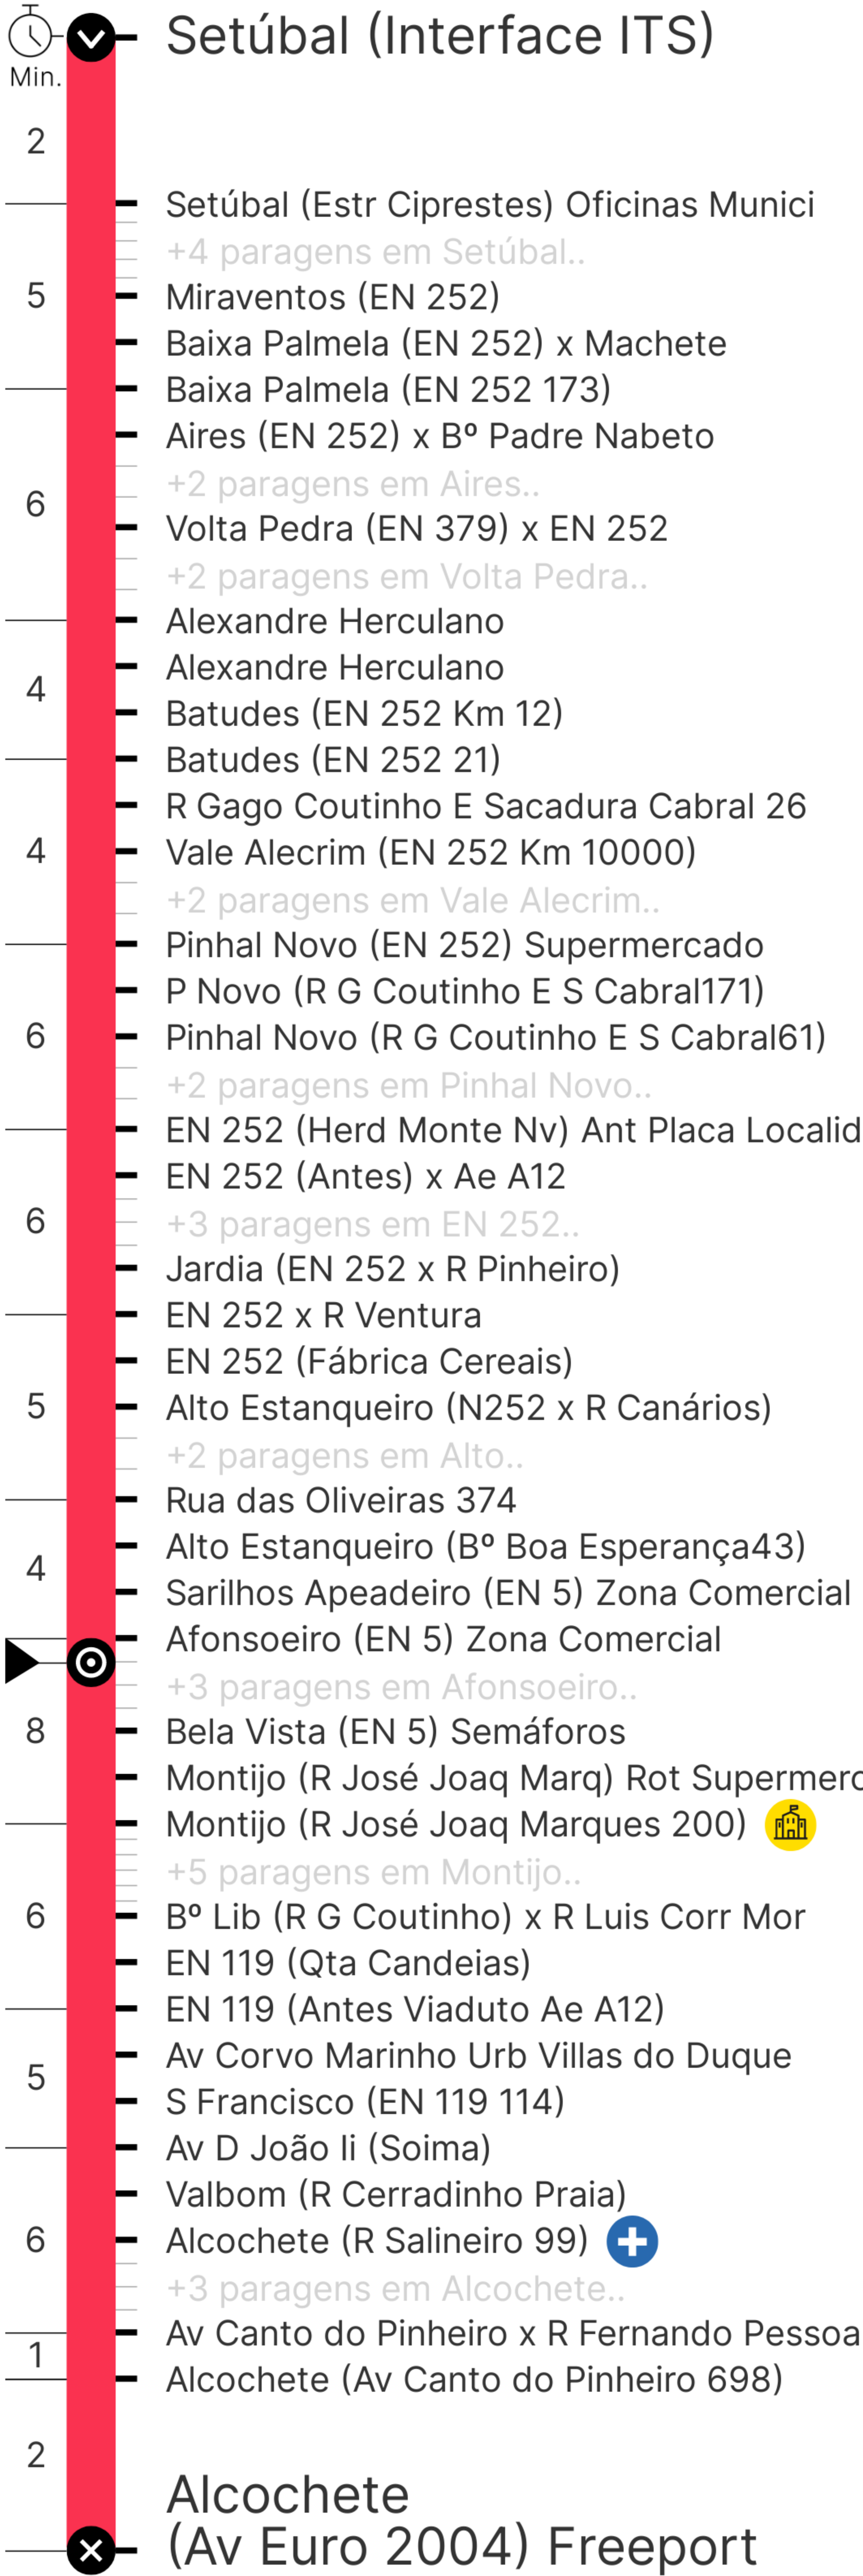 Setúbal (Interface ITS)
Min.
2
Setúbal (Estr Ciprestes) Oficinas Munici
+4 paragens em Setúbal..
5
Miraventos (EN 252)
Baixa Palmela (EN 252) x Machete
Baixa Palmela (EN 252 173)
Aires (EN 252) x Bº Padre Nabeto
+2 paragens em Aires..
6
Volta Pedra (EN 379) x EN 252
+2 paragens em Volta Pedra..
Alexandre Herculano
Alexandre Herculano
4
Batudes (EN 252 Km 12)
Batudes (EN 252 21)
R Gago Coutinho E Sacadura Cabral 26
4
Vale Alecrim (EN 252 Km 10000)
+2 paragens em Vale Alecrim..
Pinhal Novo (EN 252) Supermercado
P Novo (R G Coutinho E S Cabral171)
6
Pinhal Novo (R G Coutinho E S Cabral61)
+2 paragens em Pinhal Novo..
EN 252 (Herd Monte Nv) Ant Placa Localid
EN 252 (Antes) x Ae A12
6
+3 paragens em EN 252..
Jardia (EN 252 x R Pinheiro)
EN 252 x R Ventura
EN 252 (Fábrica Cereais)
5
Alto Estanqueiro (N252 x R Canários)
+2 paragens em Alto..
Rua das Oliveiras 374
Alto Estanqueiro (Bº Boa Esperança43)
4
Sarilhos Apeadeiro (EN 5) Zona Comercial
Afonsoeiro (EN 5) Zona Comercial
+3 paragens em Afonsoeiro..
8
Bela Vista (EN 5) Semáforos
Montijo (R José Joaq Marq) Rot Supermerc
Montijo (R José Joaq Marques 200)
+5 paragens em Montijo..
6
Bº Lib (R G Coutinho) x R Luis Corr Mor
EN 119 (Qta Candeias)
EN 119 (Antes Viaduto Ae A12)
Av Corvo Marinho Urb Villas do Duque
5
S Francisco (EN 119 114)
Av D João Ii (Soima)
Valbom (R Cerradinho Praia)
6
Alcochete (R Salineiro 99)
+3 paragens em Alcochete..
Av Canto do Pinheiro x R Fernando Pessoa
1
Alcochete (Av Canto do Pinheiro 698)
2
Alcochete
(Av Euro 2004) Freeport